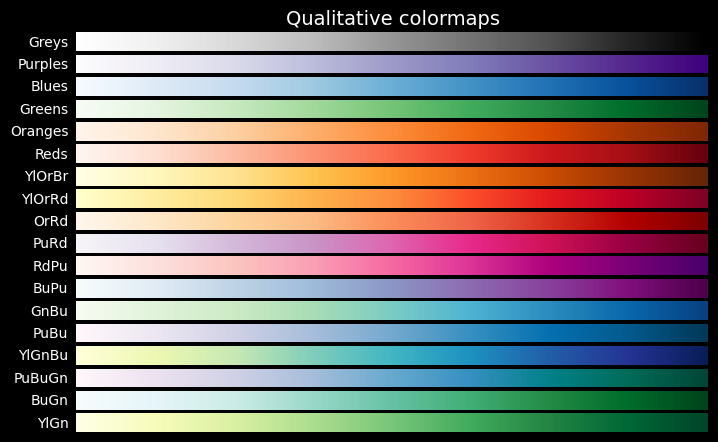 Qualitative colormaps
Greys
Purples
Blues
Greens
Oranges
Reds
YlOrBr
YlOrRd
OrRd
PuRd
RdPu
BuPu
GnBu
PuBu
YlGnBu
PuBuGn
BuGn
YlGn